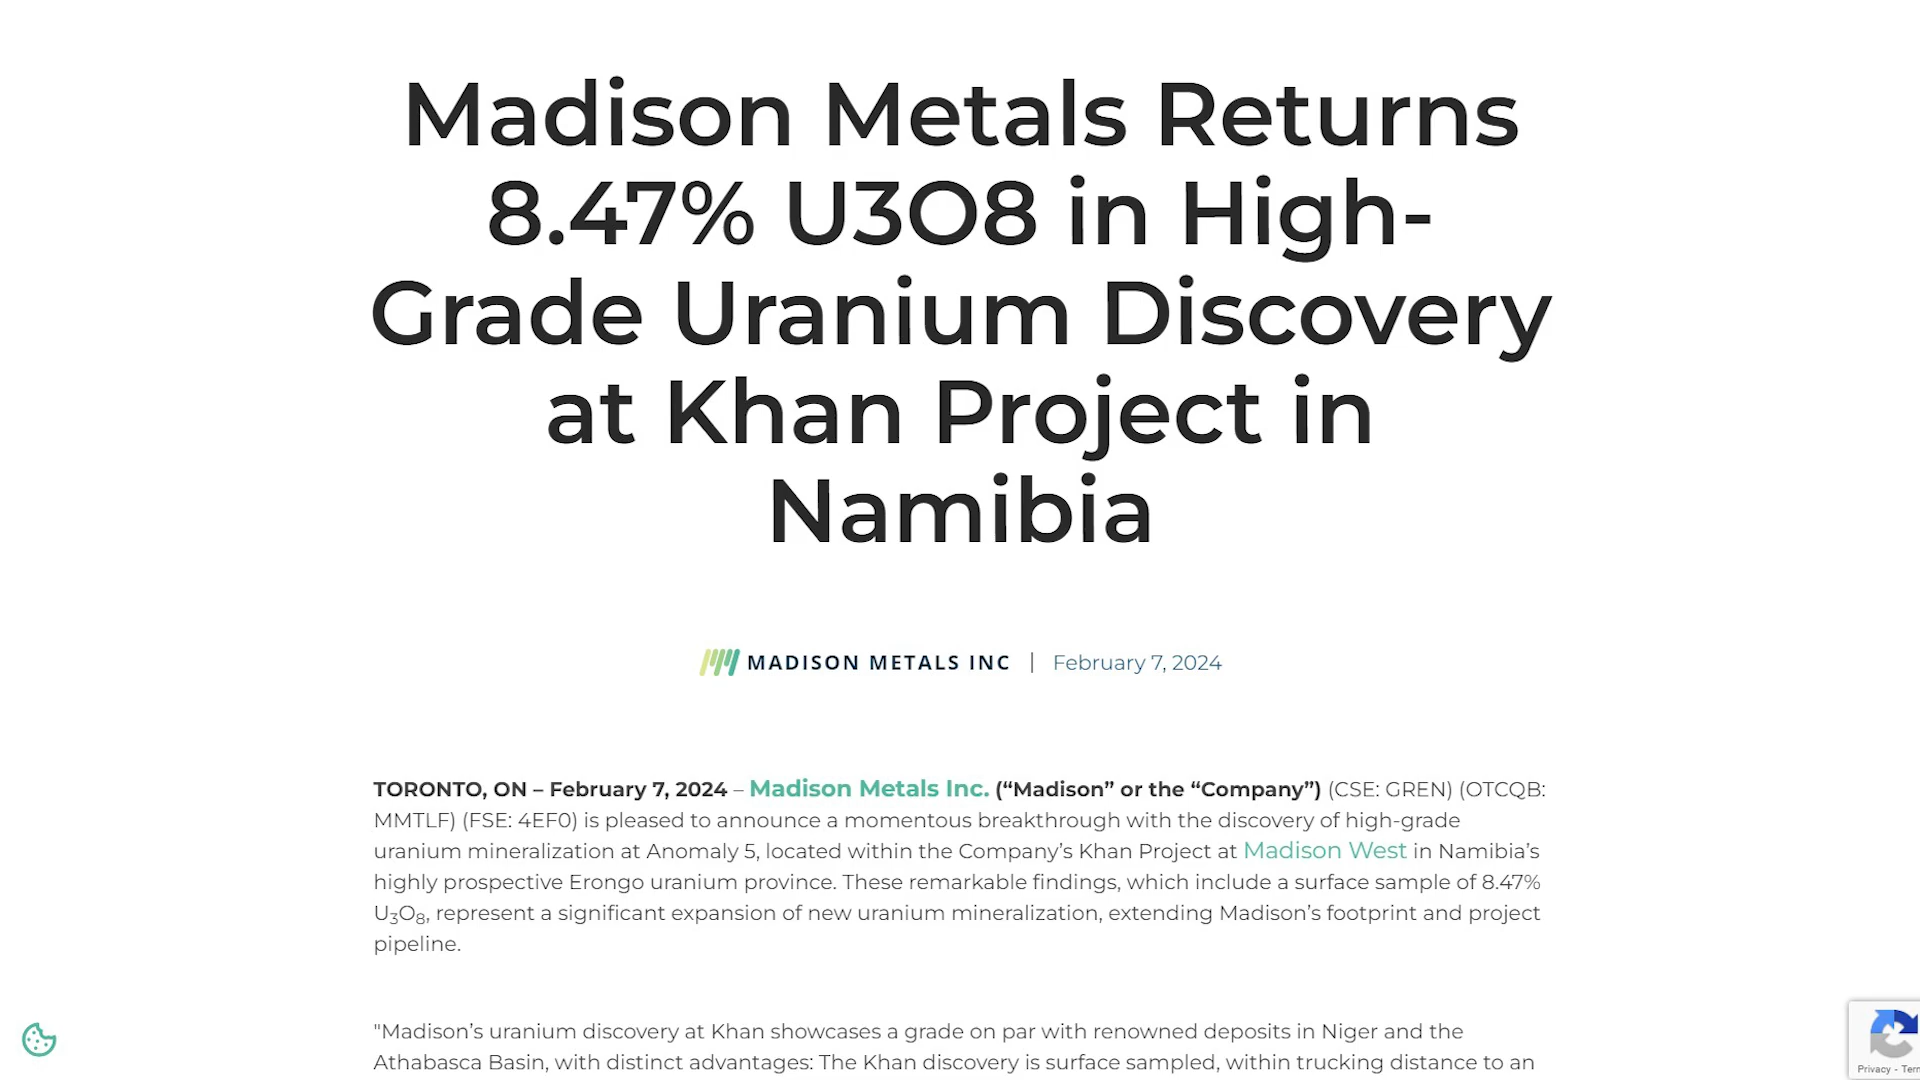 Madison Metals Returns
8.47% U3O8 in High-
Grade Uranium Discovery
at Khan Project in
Namibia
MADISON METALS INC | February 7, 2024
TORONTO, ON – February 7, 2024 – Madison Metals Inc. (“Madison” or the “Company”) (CSE: GREN) (OTCQB:
MMTLF) (FSE: 4EF0) is pleased to announce a momentous breakthrough with the discovery of high-grade
uranium mineralization at Anomaly 5, located within the Company’s Khan Project at Madison West in Namibia’s
highly prospective Erongo uranium province. These remarkable findings, which include a surface sample of 8.47%
U₃O₈, represent a significant expansion of new uranium mineralization, extending Madison’s footprint and project
pipeline.
"Madison’s uranium discovery at Khan showcases a grade on par with renowned deposits in Niger and the
Athabasca Basin, with distinct advantages: The Khan discovery is surface sampled, within trucking distance to an
Privacy - Tern